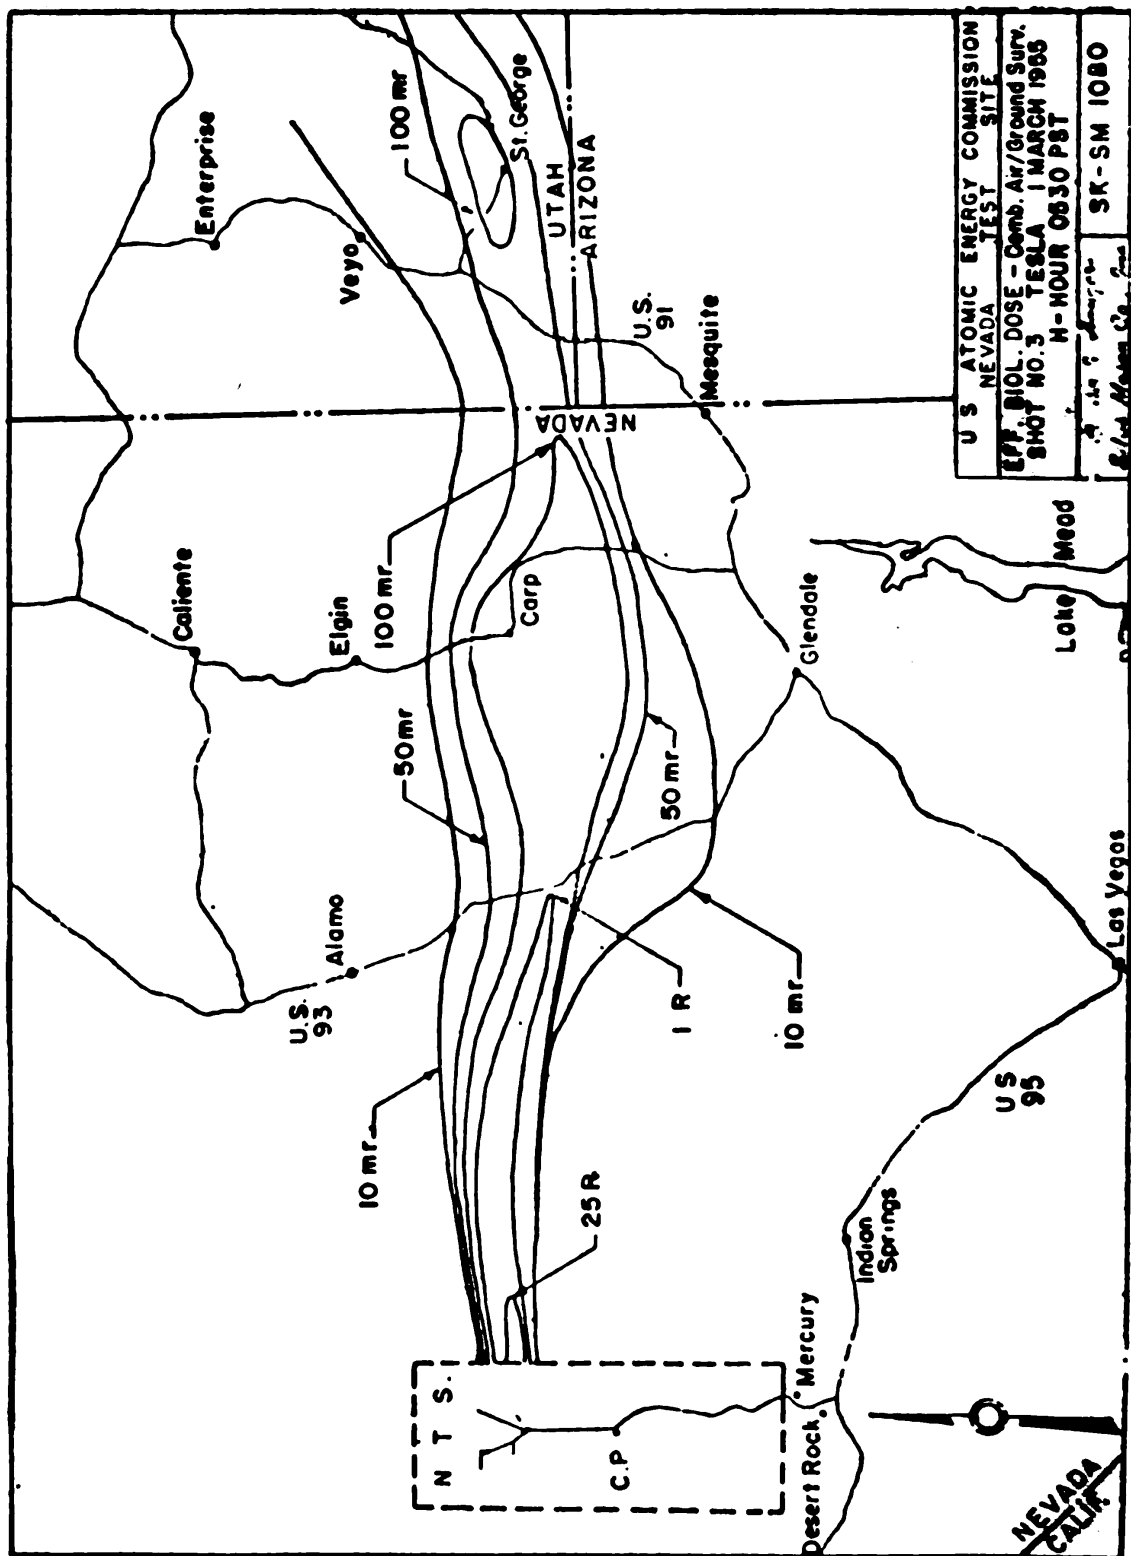 U S ATOMIC ENERGY COMMISSION
NEVADA TEST SITE
EFF. BIOL. DOSE - Comb. Air/Ground Surv.
SHOT NO. 3 TESLA 1 MARCH 1955
H-HOUR 0530 PST
SK-SM 1080
Enterprise
Veyo
100 mr
St. George
UTAH
ARIZONA
U.S.
91
Mesquite
NEVADA
Caliente
Elgin
100 mr
Carp
Glendale
Lake Mead
50 mr
50 mr
Alamo
U.S.
93
1 R
10 mr
Las Vegas
10 mr
25 R
US
95
Indian
Springs
N T S.
C.P
Mercury
Desert Rock
NEVADA
CALIF.